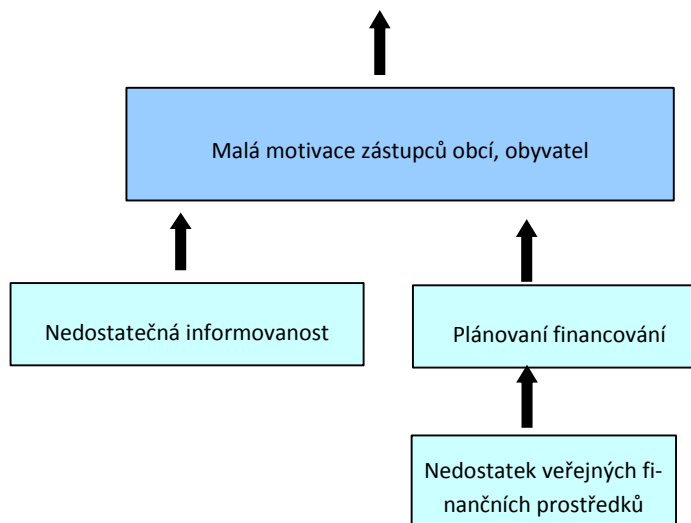 Malá motivace zástupců obcí, obyvatel
Nedostatečná informovanost
Plánovaní financování
Nedostatek veřejných fi-
nančních prostředků